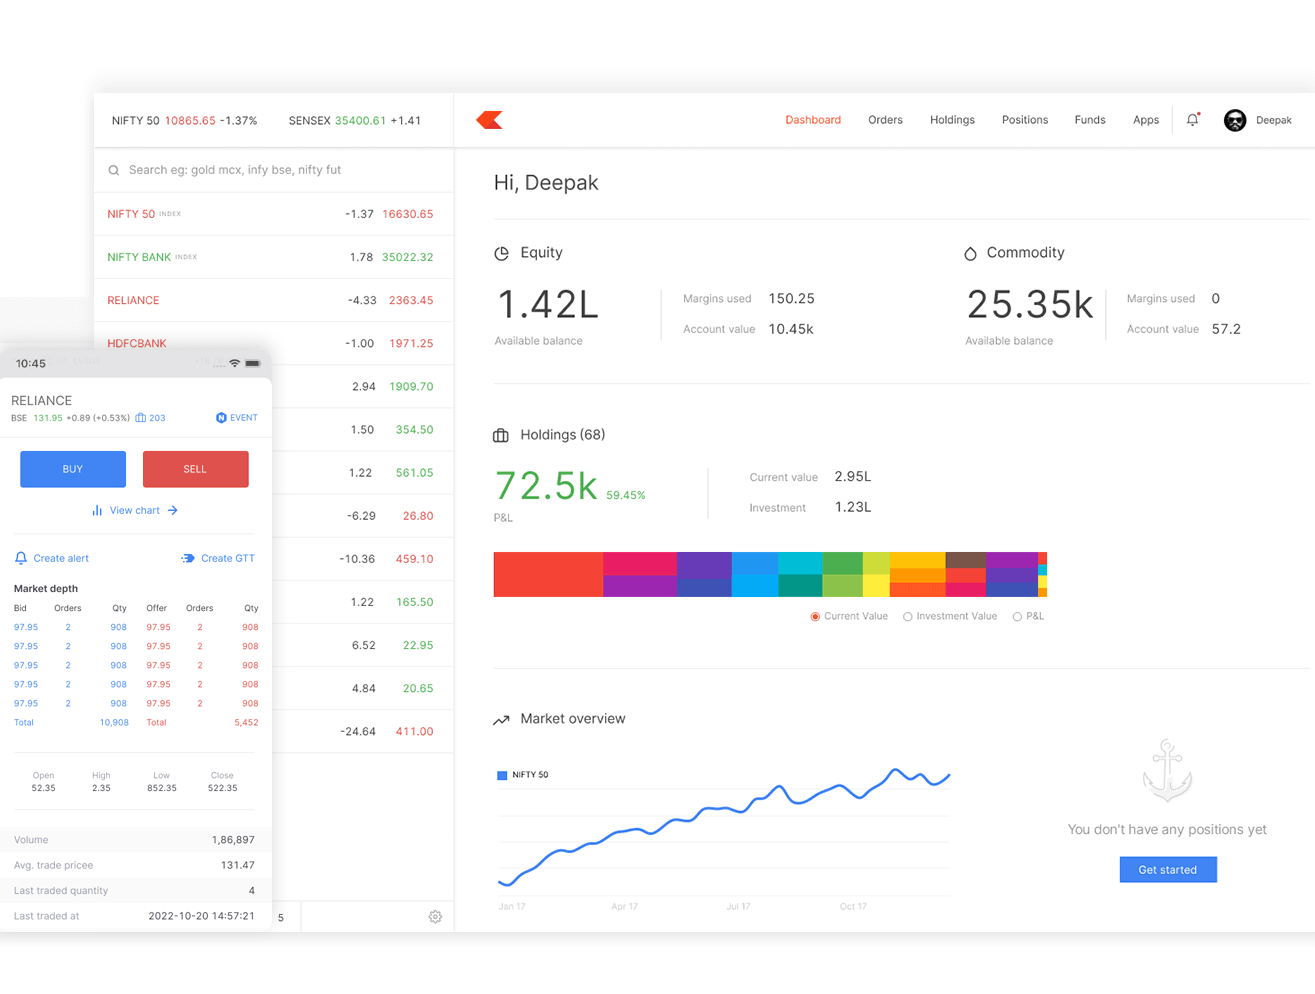 NIFTY 50 10865.65 -1.37% SENSEX 35400.61 +1.41
Dashboard Orders Holdings Positions Funds Apps Deepak
Search eg: gold mcx, infy bse, nifty fut
NIFTY 50 INDEX -1.37 16630.65
NIFTY BANK INDEX 1.78 35022.32
RELIANCE -4.33 2363.45
HDFCBANK -1.00 1971.25
2.94 1909.70
1.50 354.50
1.22 561.05
-6.29 26.80
-10.36 459.10
1.22 165.50
6.52 22.95
4.84 20.65
-24.64 411.00
5
10:45
RELIANCE
BSE 131.95 +0.89 (+0.53%) 203 EVENT
BUY SELL
View chart
Create alert Create GTT
Market depth
Bid Orders Qty Offer Orders Qty
97.95 2 908 97.95 2 908
97.95 2 908 97.95 2 908
97.95 2 908 97.95 2 908
97.95 2 908 97.95 2 908
97.95 2 908 97.95 2 908
Total 10,908 Total 5,452
Open High Low Close
52.35 2.35 852.35 522.35
Volume 1,86,897
Avg. trade pricee 131.47
Last traded quantity 4
Last traded at 2022-10-20 14:57:21
Hi, Deepak
Equity
1.42L
Available balance
Margins used 150.25
Account value 10.45k
Commodity
25.35k
Available balance
Margins used 0
Account value 57.2
Holdings (68)
72.5k 59.45%
P&L
Current value 2.95L
Investment 1.23L
Current Value Investment Value P&L
Market overview
NIFTY 50
Jan 17 Apr 17 Jul 17 Oct 17
You don't have any positions yet
Get started